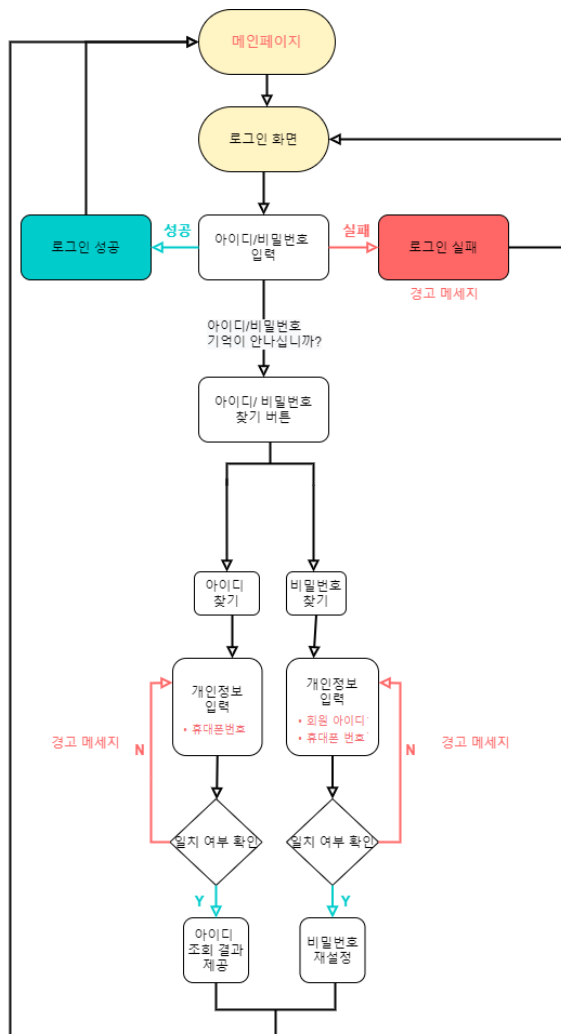 메인페이지
로그인 화면
성공
실패
로그인 성공
아이디/비밀번호
입력
로그인 실패
경고 메세지
아이디/비밀번호
기억이 안나십니까?
아이디/ 비밀번호
찾기 버튼
아이디
찾기
비밀번호
찾기
개인정보
입력
• 휴대폰번호
개인정보
입력
• 회원 아이디
• 휴대폰 번호
경고 메세지
N
N
경고 메세지
일치 여부 확인
일치 여부 확인
Y
Y
아이디
조회 결과
제공
비밀번호
재설정